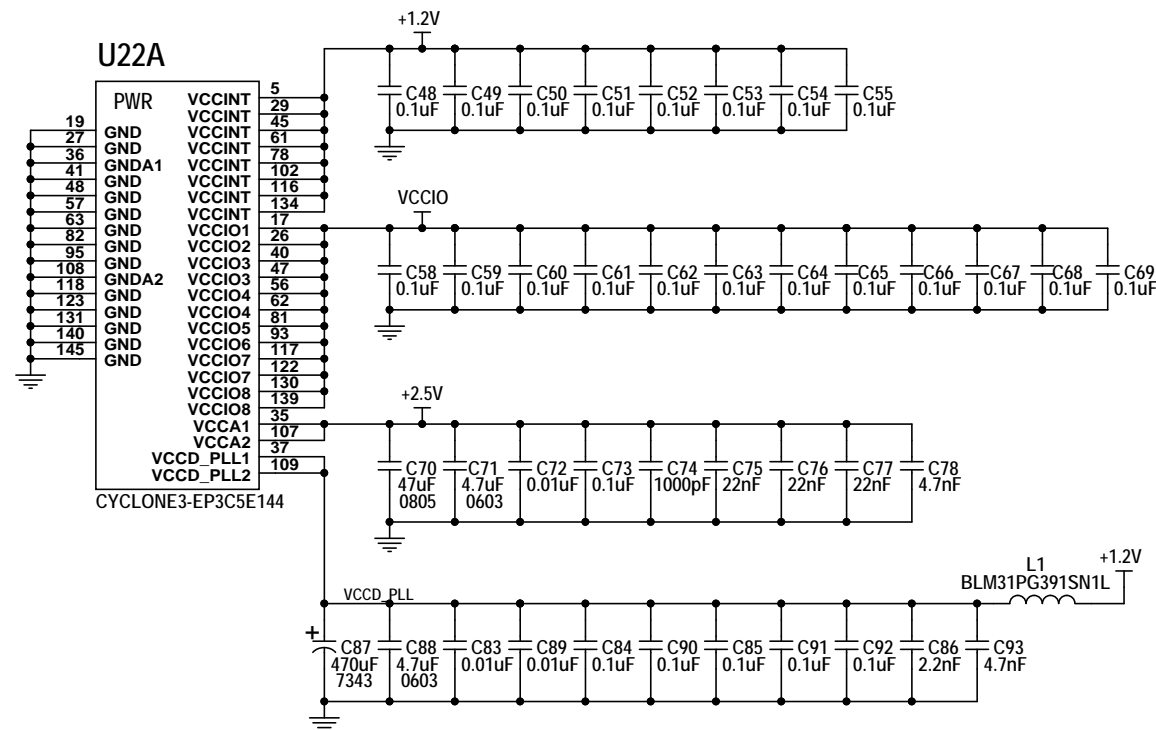 U22A
PWR
19 GND
27 GND
36 GNDA1
41 GND
48 GND
57 GND
63 GND
82 GND
95 GND
108 GNDA2
118 GND
123 GND
131 GND
140 GND
145 GND
VCCINT 5
VCCINT 29
VCCINT 45
VCCINT 61
VCCINT 78
VCCINT 102
VCCINT 116
VCCINT 134
VCCIO1 17
VCCIO2 26
VCCIO3 40
VCCIO3 47
VCCIO4 56
VCCIO4 62
VCCIO5 81
VCCIO6 93
VCCIO7 117
VCCIO7 122
VCCIO8 130
VCCIO8 139
VCCA1 35
VCCA2 107
VCCD_PLL1 37
VCCD_PLL2 109
CYCLONE3-EP3C5E144
+1.2V
C48 C49 C50 C51 C52 C53 C54 C55
0.1uF 0.1uF 0.1uF 0.1uF 0.1uF 0.1uF 0.1uF 0.1uF
VCCIO
C58 C59 C60 C61 C62 C63 C64 C65 C66 C67 C68 C69
0.1uF 0.1uF 0.1uF 0.1uF 0.1uF 0.1uF 0.1uF 0.1uF 0.1uF 0.1uF 0.1uF 0.1uF
+2.5V
C70 C71 C72 C73 C74 C75 C76 C77 C78
47uF 4.7uF 0.01uF 0.1uF 1000pF 22nF 22nF 22nF 4.7nF
0805 0603
L1 +1.2V
BLM31PG391SN1L
VCCD_PLL
+
C87 C88 C83 C89 C84 C90 C85 C91 C92 C86 C93
470uF 4.7uF 0.01uF 0.01uF 0.1uF 0.1uF 0.1uF 0.1uF 0.1uF 2.2nF 4.7nF
7343 0603